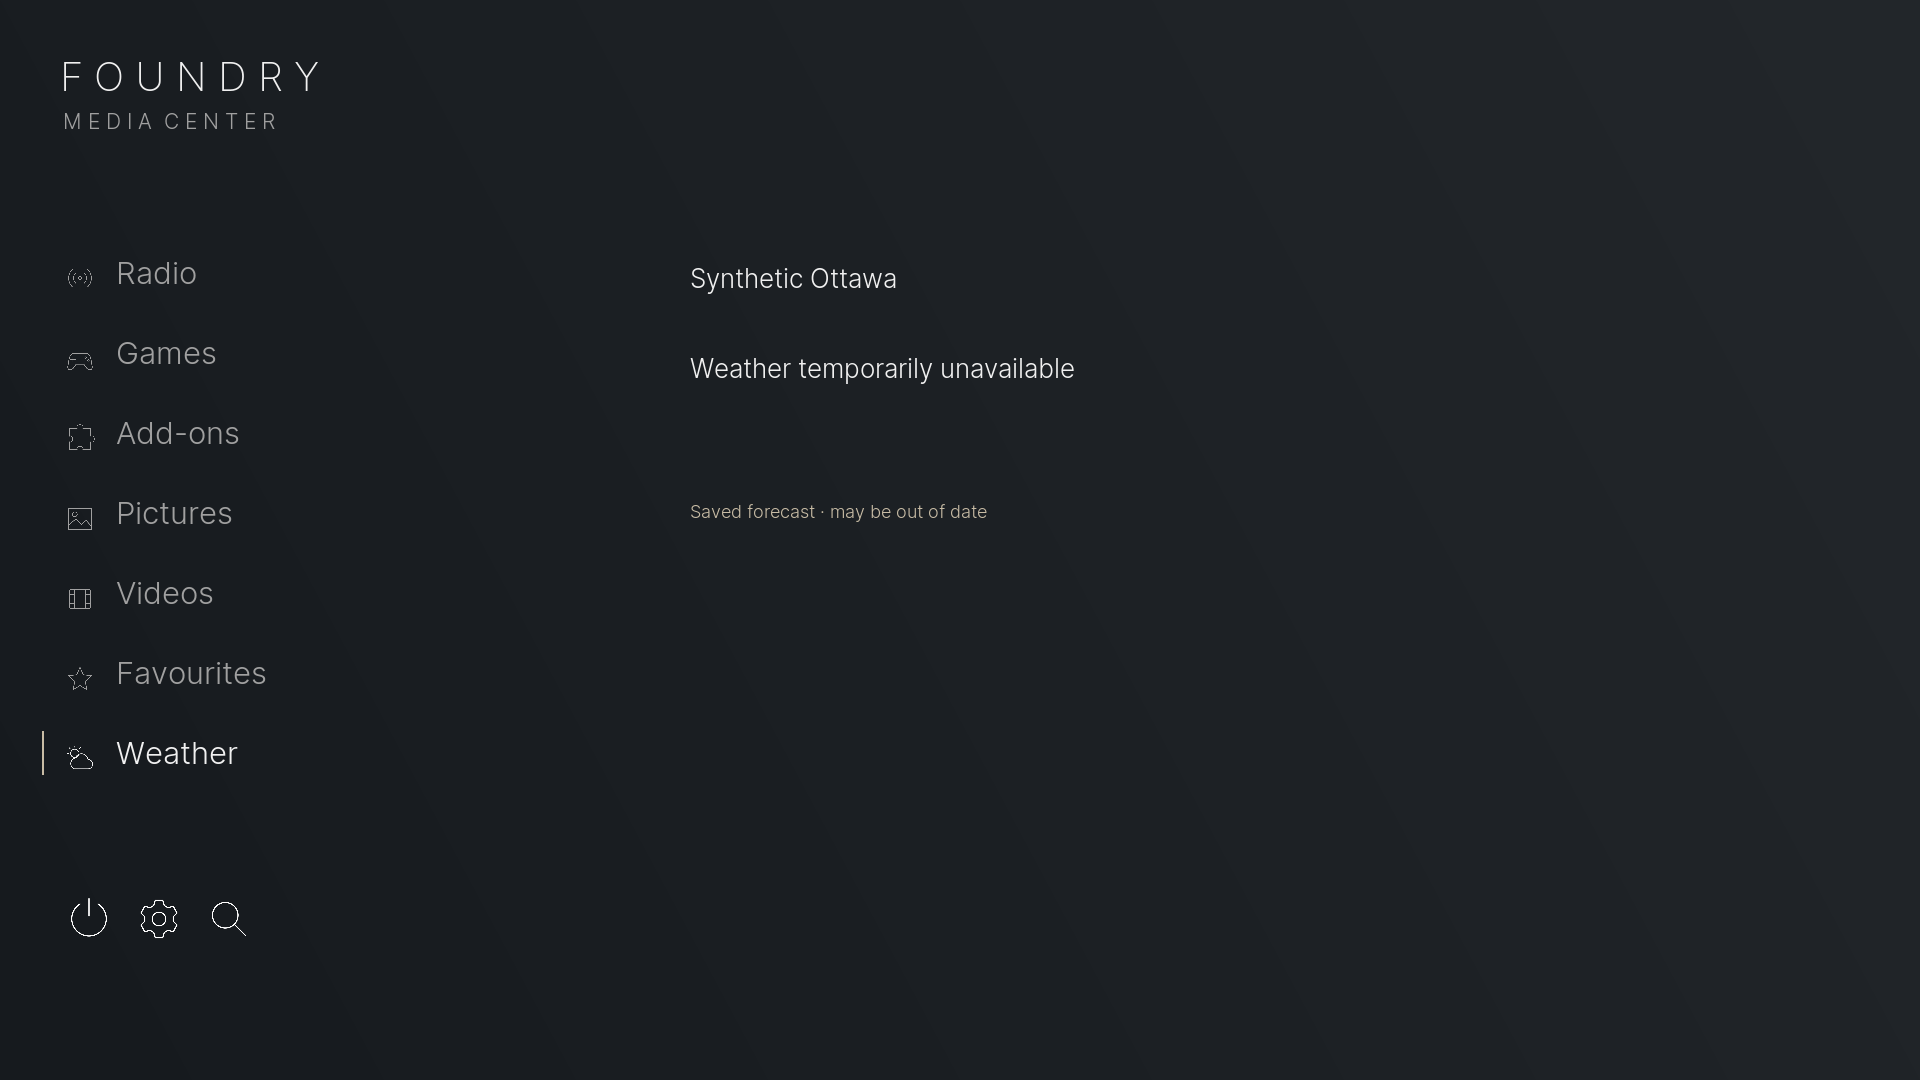 FOUNDRY
MEDIA CENTER
Radio
Games
Add-ons
Pictures
Videos
Favourites
Weather
Synthetic Ottawa
Weather temporarily unavailable
Saved forecast · may be out of date